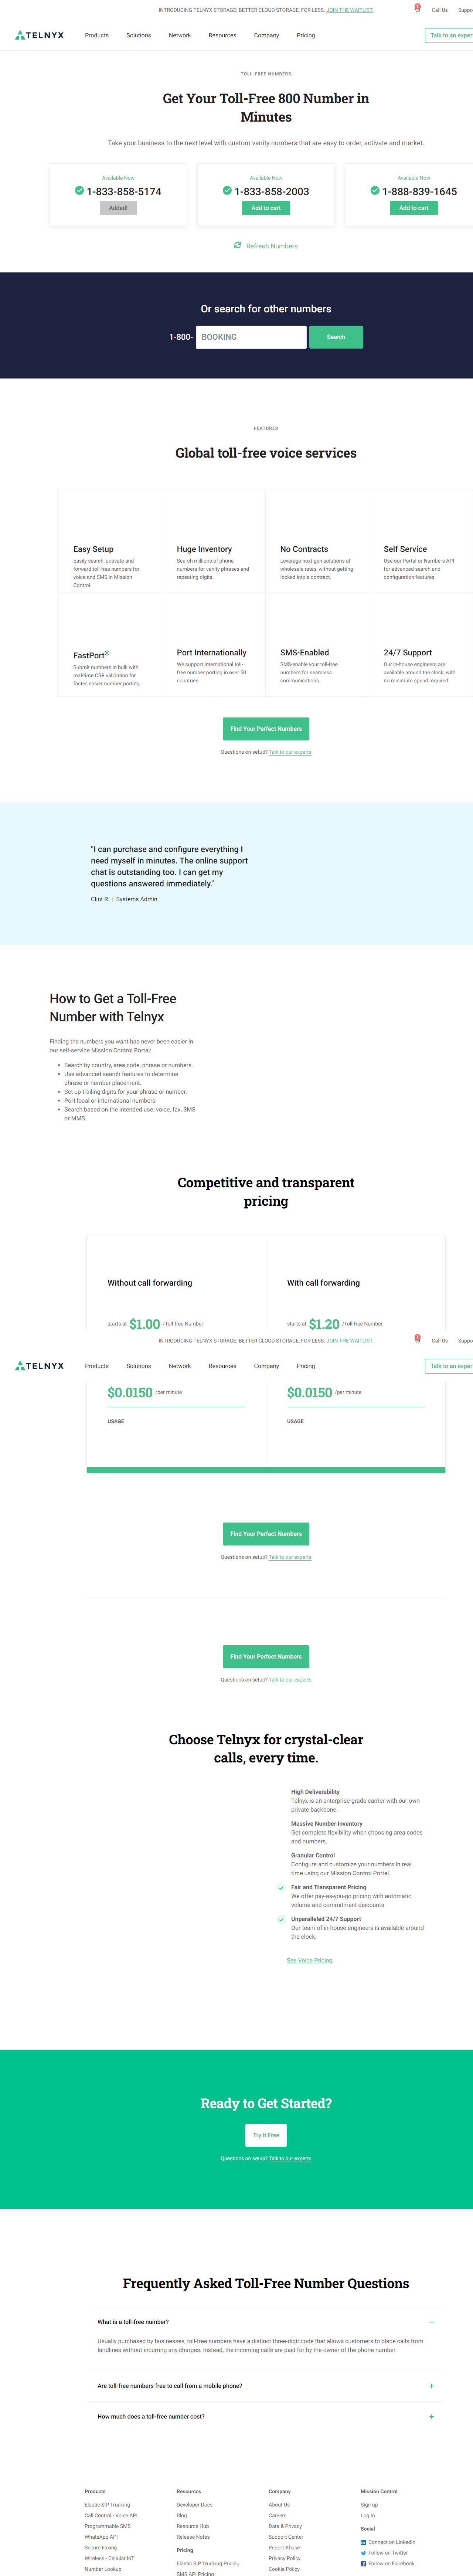 INTRODUCING TELNYX STORAGE: BETTER CLOUD STORAGE, FOR LESS. JOIN THE WAITLIST.
1
Call Us
TELNYX
Products
Solutions
Network
Resources
Company
Pricing
TOLL-FREE NUMBERS
Get Your Toll-Free 800 Number in
Minutes
Take your business to the next level with custom vanity numbers that are easy to order, activate and market.
Available Now
1-833-858-5174
Added!
Available Now
1-833-858-2003
Add to cart
Available Now
1-888-839-1645
Add to cart
Refresh Numbers
Or search for other numbers
1-800-
BOOKING
Search
FEATURES
Global toll-free voice services
Easy Setup
Easily search, activate and
forward toll-free numbers for
voice and SMS in Mission
Control.
Huge Inventory
Search millions of phone
numbers for vanity phrases and
repeating digits.
No Contracts
Leverage next-gen solutions at
wholesale rates, without getting
locked into a contract.
Self Service
Use our Portal or Numbers API
for advanced search and
configuration features.
FastPort®
Submit numbers in bulk with
real-time CSR validation for
faster, easier number porting.
Port Internationally
We support international toll-
free number porting in over 50
countries.
SMS-Enabled
SMS-enable your toll-free
numbers for seamless
communications.
24/7 Support
Our in-house engineers are
available around the clock, with
no minimum spend required.
Find Your Perfect Numbers
Questions on setup? Talk to our experts
"I can purchase and configure everything I
need myself in minutes. The online support
chat is outstanding too. I can get my
questions answered immediately."
Clint R. | Systems Admin
How to Get a Toll-Free
Number with Telnyx
Finding the numbers you want has never been easier in
our self-service Mission Control Portal:
Search by country, area code, phrase or numbers.
Use advanced search features to determine
phrase or number placement.
Set up trailing digits for your phrase or number.
Port local or international numbers.
Search based on the intended use: voice, fax, SMS
or MMS.
Competitive and transparent
pricing
Without call forwarding
starts at $1.00 /Toll-free Number
With call forwarding
starts at $1.20 /Toll-free Number
INTRODUCING TELNYX STORAGE: BETTER CLOUD STORAGE, FOR LESS. JOIN THE WAITLIST.
1
Call Us
TELNYX
Products
Solutions
Network
Resources
Company
Pricing
$0.0150 /per minute
USAGE
$0.0150 /per minute
USAGE
Find Your Perfect Numbers
Questions on setup? Talk to our experts
Find Your Perfect Numbers
Questions on setup? Talk to our experts
Choose Telnyx for crystal-clear
calls, every time.
High Deliverability
Telnyx is an enterprise-grade carrier with our own
private backbone.
Massive Number Inventory
Get complete flexibility when choosing area codes
and numbers.
Granular Control
Configure and customize your numbers in real
time using our Mission Control Portal.
Fair and Transparent Pricing
We offer pay-as-you-go pricing with automatic
volume and commitment discounts.
Unparalleled 24/7 Support
Our team of in-house engineers is available around
the clock.
See Voice Pricing
Ready to Get Started?
Try it Free
Questions on setup? Talk to our experts
Frequently Asked Toll-Free Number Questions
What is a toll-free number?
Usually purchased by businesses, toll-free numbers have a distinct three-digit code that allows customers to place calls from
landlines without incurring any charges. Instead, the incoming calls are paid for by the owner of the phone number.
Are toll-free numbers free to call from a mobile phone?
How much does a toll-free number cost?
Products
Elastic SIP Trunking
Call Control - Voice API
Programmable SMS
WhatsApp API
Secure Faxing
Wireless - Cellular IoT
Number Lookup
Resources
Developer Docs
Blog
Resource Hub
Release Notes
Pricing
Elastic SIP Trunking Pricing
SMS API Pricing
Company
About Us
Careers
Data & Privacy
Support Center
Report Abuse
Privacy Policy
Cookie Policy
Mission Control
Sign up
Log In
Social
Connect on LinkedIn
Follow on Twitter
Follow on Facebook